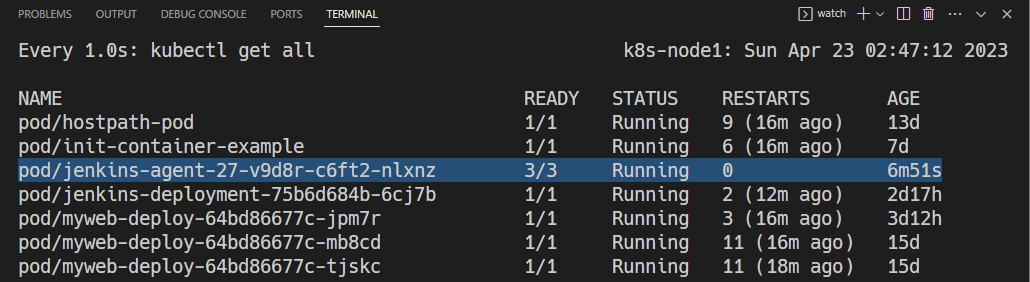 PROBLEMS OUTPUT DEBUG CONSOLE PORTS TERMINAL watch
Every 1.0s: kubectl get all k8s-node1: Sun Apr 23 02:47:12 2023
NAME READY STATUS RESTARTS AGE
pod/hostpath-pod 1/1 Running 9 (16m ago) 13d
pod/init-container-example 1/1 Running 6 (16m ago) 7d
pod/jenkins-agent-27-v9d8r-c6ft2-nlxnz 3/3 Running 0 6m51s
pod/jenkins-deployment-75b6d684b-6cj7b 1/1 Running 2 (12m ago) 2d17h
pod/myweb-deploy-64bd86677c-jpm7r 1/1 Running 3 (16m ago) 3d12h
pod/myweb-deploy-64bd86677c-mb8cd 1/1 Running 11 (16m ago) 15d
pod/myweb-deploy-64bd86677c-tjskc 1/1 Running 11 (18m ago) 15d